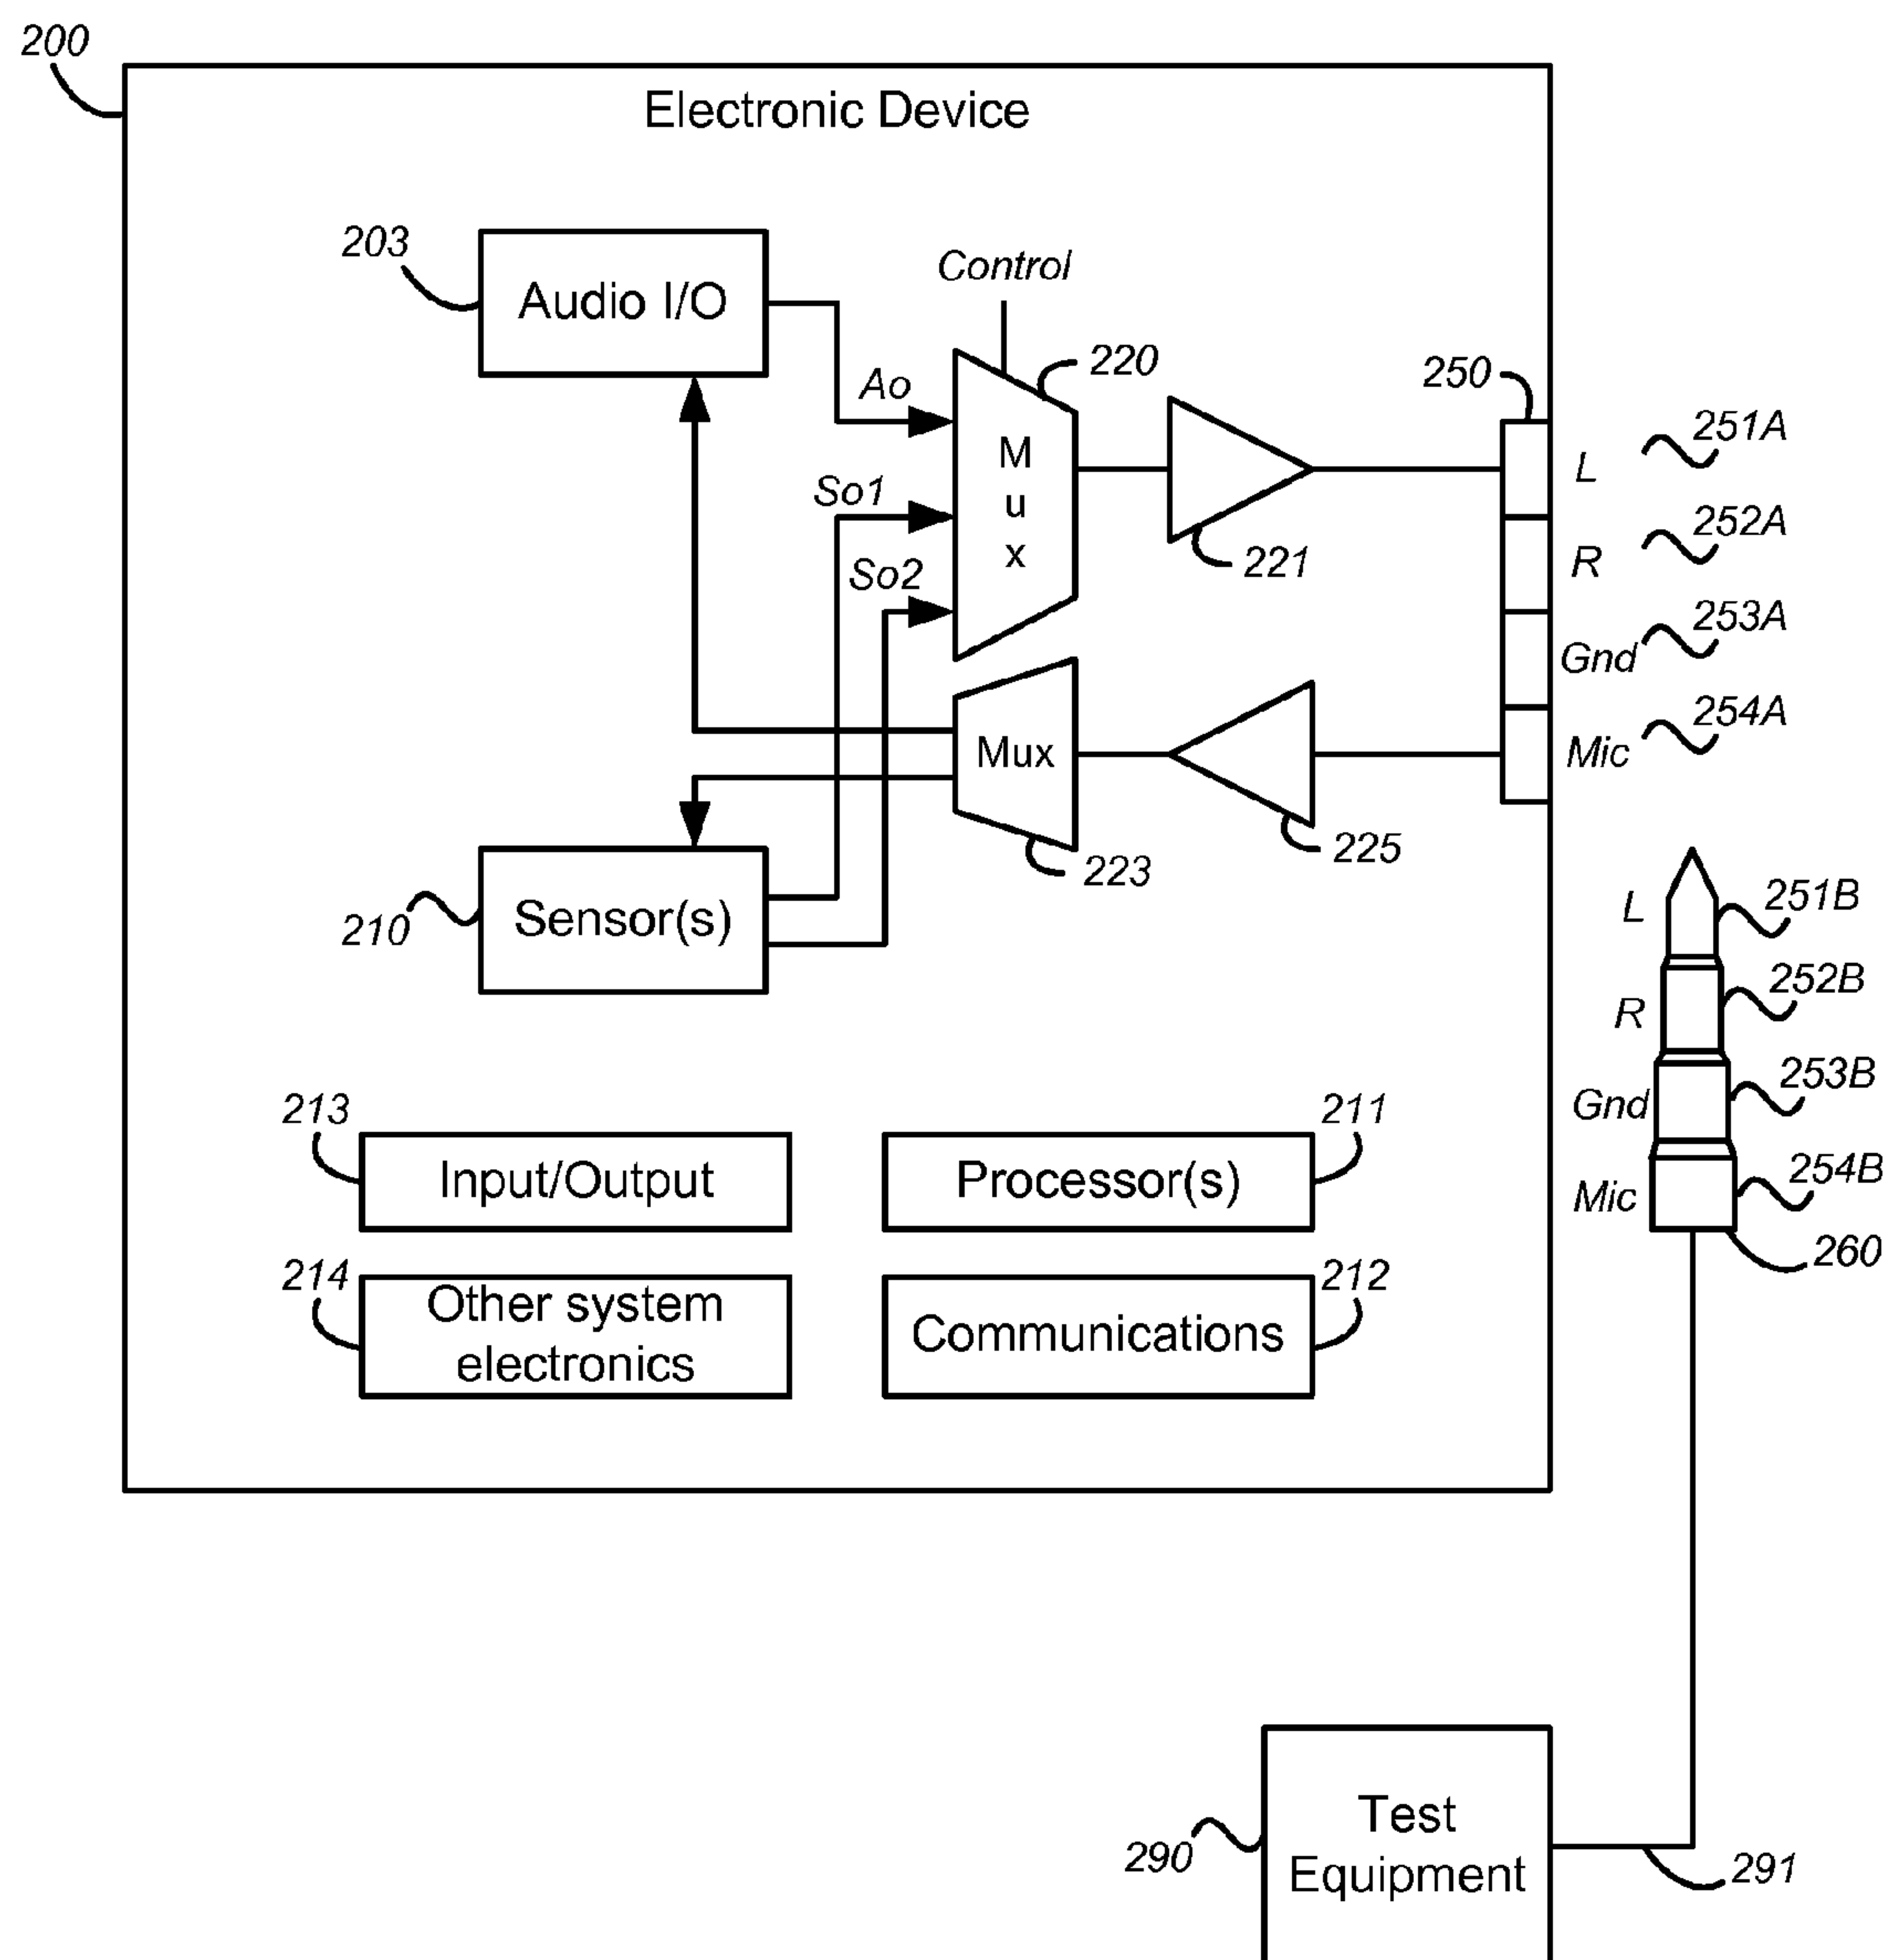 200
Electronic Device
203
Audio I/O
Control
220
250
Ao
M
u
x
So1
So2
221
L
251A
R
252A
Gnd
253A
Mic
254A
Mux
223
225
210
Sensor(s)
L
251B
R
252B
Gnd
253B
Mic
254B
260
213
Input/Output
211
Processor(s)
214
Other system
electronics
212
Communications
290
Test
Equipment
291